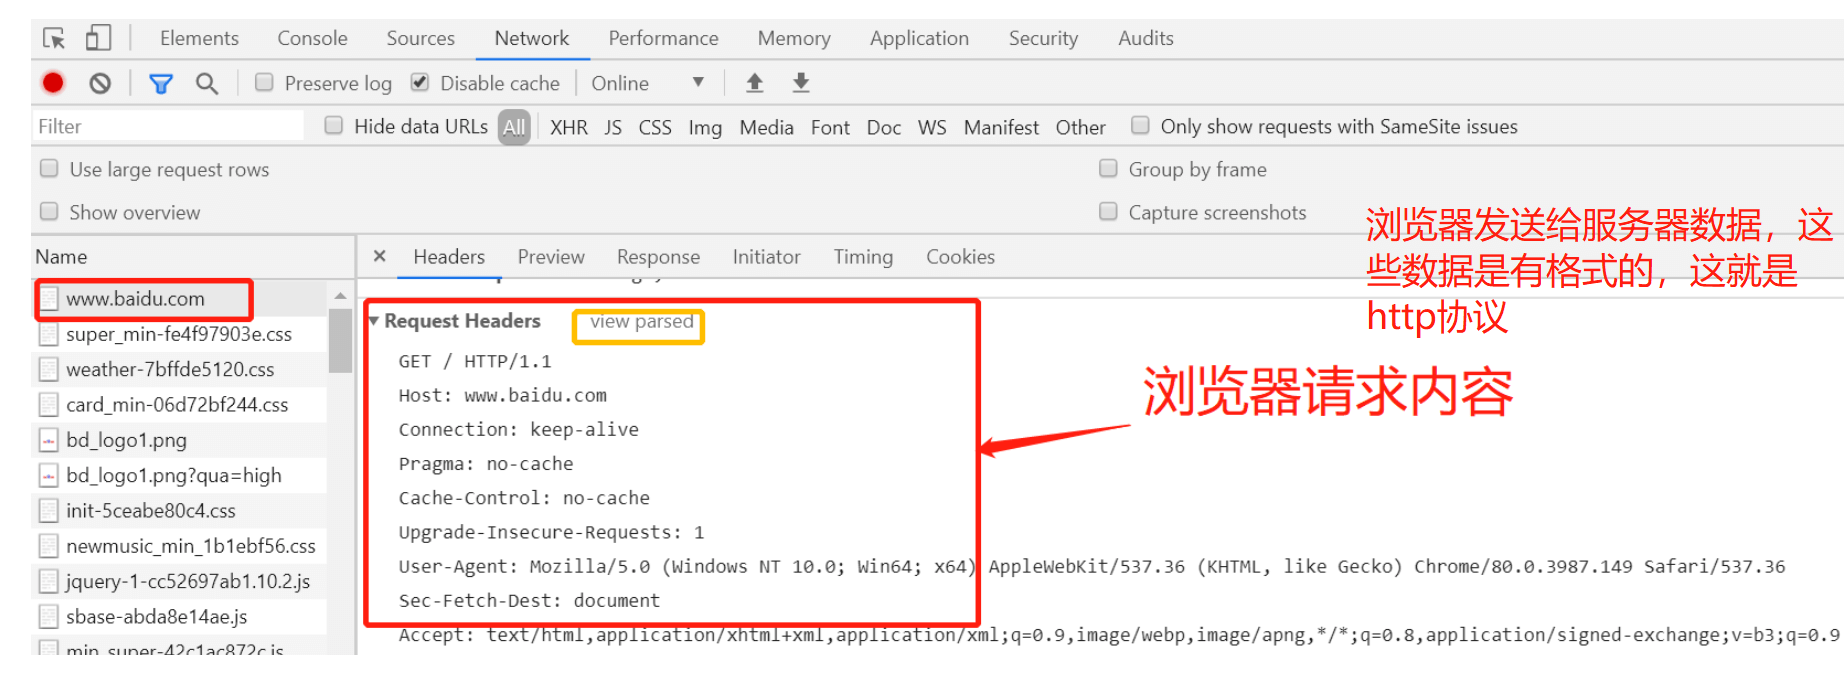 Elements Console Sources Network Performance Memory Application Security Audits
Preserve log Disable cache Online
Filter Hide data URLs All XHR JS CSS Img Media Font Doc WS Manifest Other Only show requests with SameSite issues
Use large request rows Group by frame
Show overview Capture screenshots
浏览器发送给服务器数据，这
些数据是有格式的，这就是
http协议
Name
www.baidu.com
super_min-fe4f97903e.css
weather-7bffde5120.css
card_min-06d72bf244.css
bd_logo1.png
bd_logo1.png?qua=high
init-5ceabe80c4.css
newmusic_min_1b1ebf56.css
jquery-1-cc52697ab1.10.2.js
sbase-abda8e14ae.js
min_super-42c1ac872c.js
× Headers Preview Response Initiator Timing Cookies
Request Headers view parsed
GET / HTTP/1.1
Host: www.baidu.com
Connection: keep-alive
Pragma: no-cache
Cache-Control: no-cache
Upgrade-Insecure-Requests: 1
User-Agent: Mozilla/5.0 (Windows NT 10.0; Win64; x64) AppleWebKit/537.36 (KHTML, like Gecko) Chrome/80.0.3987.149 Safari/537.36
Sec-Fetch-Dest: document
Accept: text/html,application/xhtml+xml,application/xml;q=0.9,image/webp,image/apng,*/*;q=0.8,application/signed-exchange;v=b3;q=0.9
浏览器请求内容